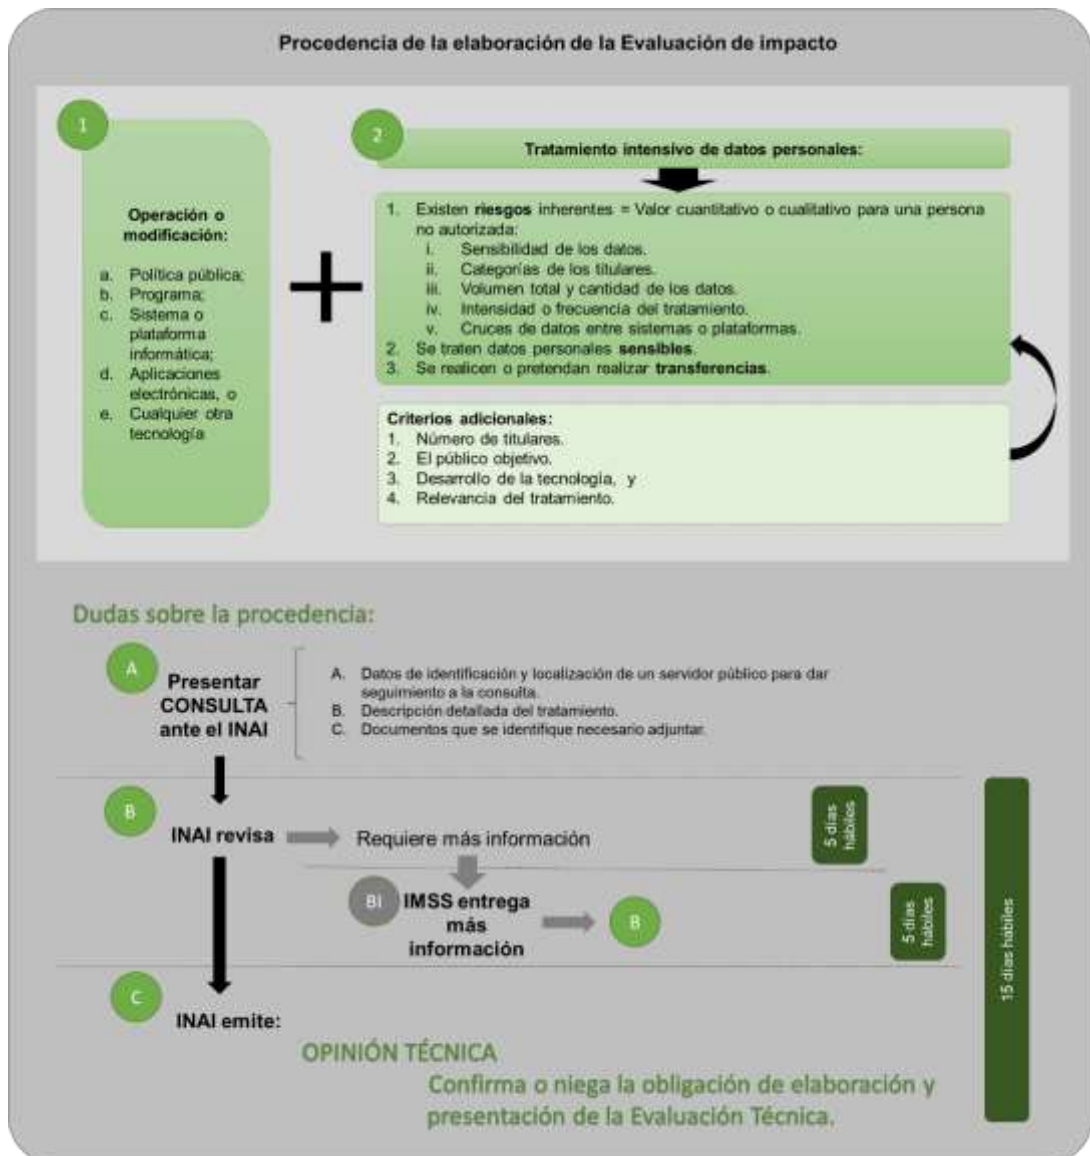 Procedencia de la elaboración de la Evaluación de impacto
1
Operación o
modificación:
a. Política pública;
b. Programa;
c. Sistema o
plataforma
informática;
d. Aplicaciones
electrónicas, o
e. Cualquier otra
tecnología
2
Tratamiento intensivo de datos personales:
1. Existen riesgos inherentes = Valor cuantitativo o cualitativo para una persona
no autorizada:
i. Sensibilidad de los datos.
ii. Categorías de los titulares.
iii. Volumen total y cantidad de los datos.
iv. Intensidad o frecuencia del tratamiento.
v. Cruces de datos entre sistemas o plataformas.
2. Se traten datos personales sensibles.
3. Se realicen o pretendan realizar transferencias.
Criterios adicionales:
1. Número de titulares.
2. El público objetivo.
3. Desarrollo de la tecnología, y
4. Relevancia del tratamiento.
Dudas sobre la procedencia:
A
Presentar
CONSULTA
ante el INAI
A. Datos de identificación y localización de un servidor público para dar
seguimiento a la consulta.
B. Descripción detallada del tratamiento.
C. Documentos que se identifique necesario adjuntar.
B
INAI revisa
Requiere más información
5 días
hábiles
BI
IMSS entrega
más
información
B
5 días
hábiles
15 días hábiles
C
INAI emite:
OPINIÓN TÉCNICA
Confirma o niega la obligación de elaboración y
presentación de la Evaluación Técnica.